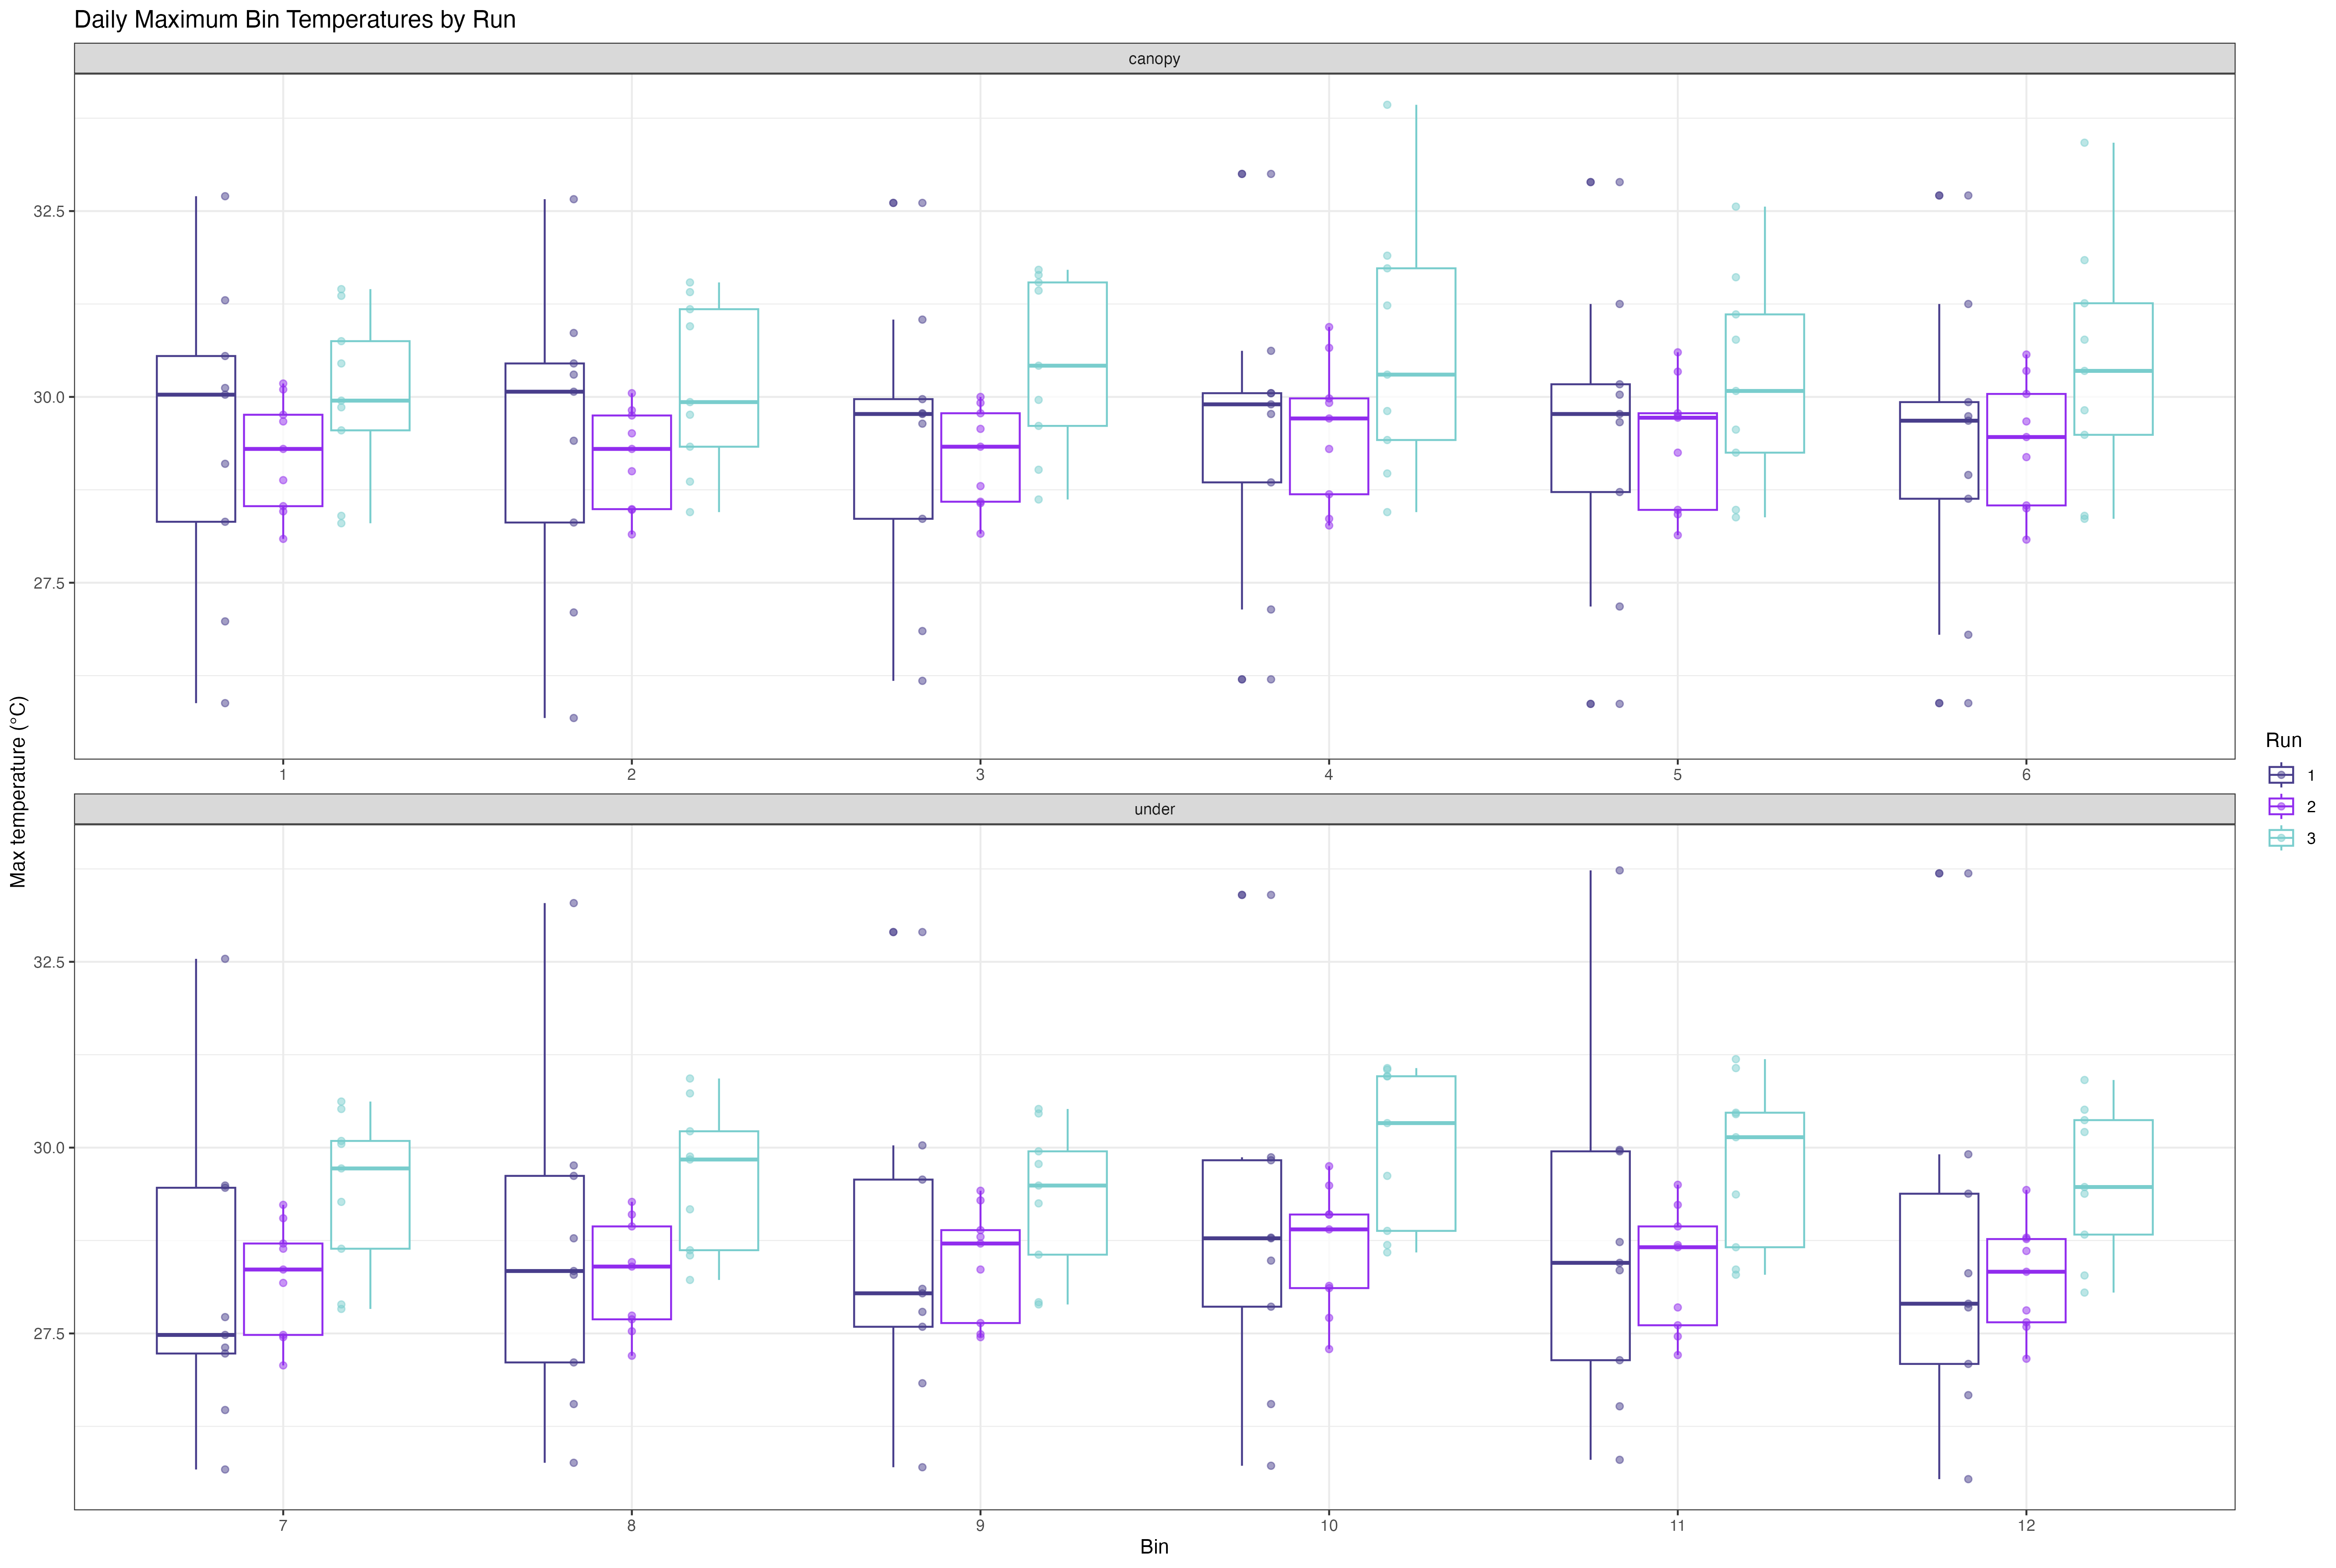 Daily Maximum Bin Temperatures by Run
canopy
32.5
30.0
27.5
1 2 3 4 5 6
under
32.5
30.0
27.5
7 8 9 10 11 12
Max temperature (°C)
Bin
Run
1
2
3